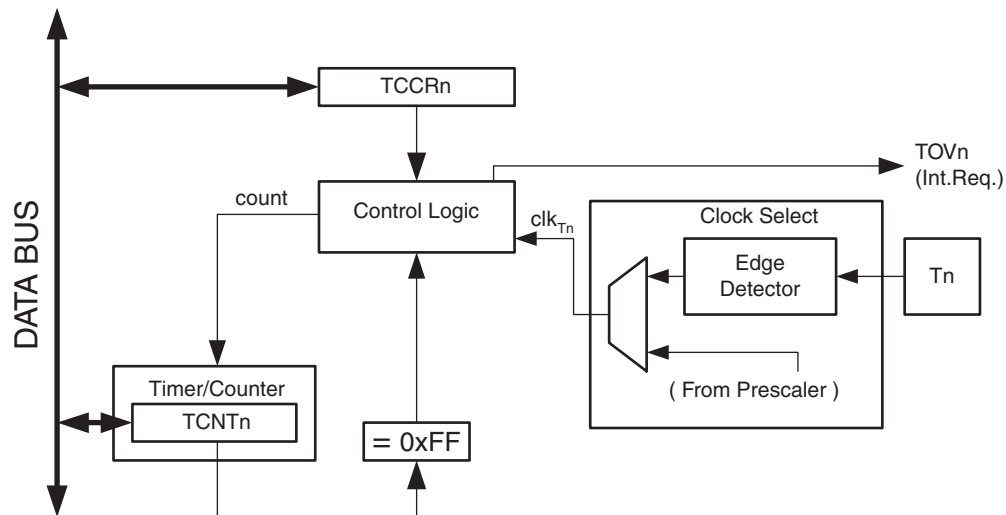 TCCRn
TOVn
(Int.Req.)
count
Control Logic
clkTn
Clock Select
Edge
Detector
Tn
DATA BUS
( From Prescaler )
Timer/Counter
TCNTn
= 0xFF